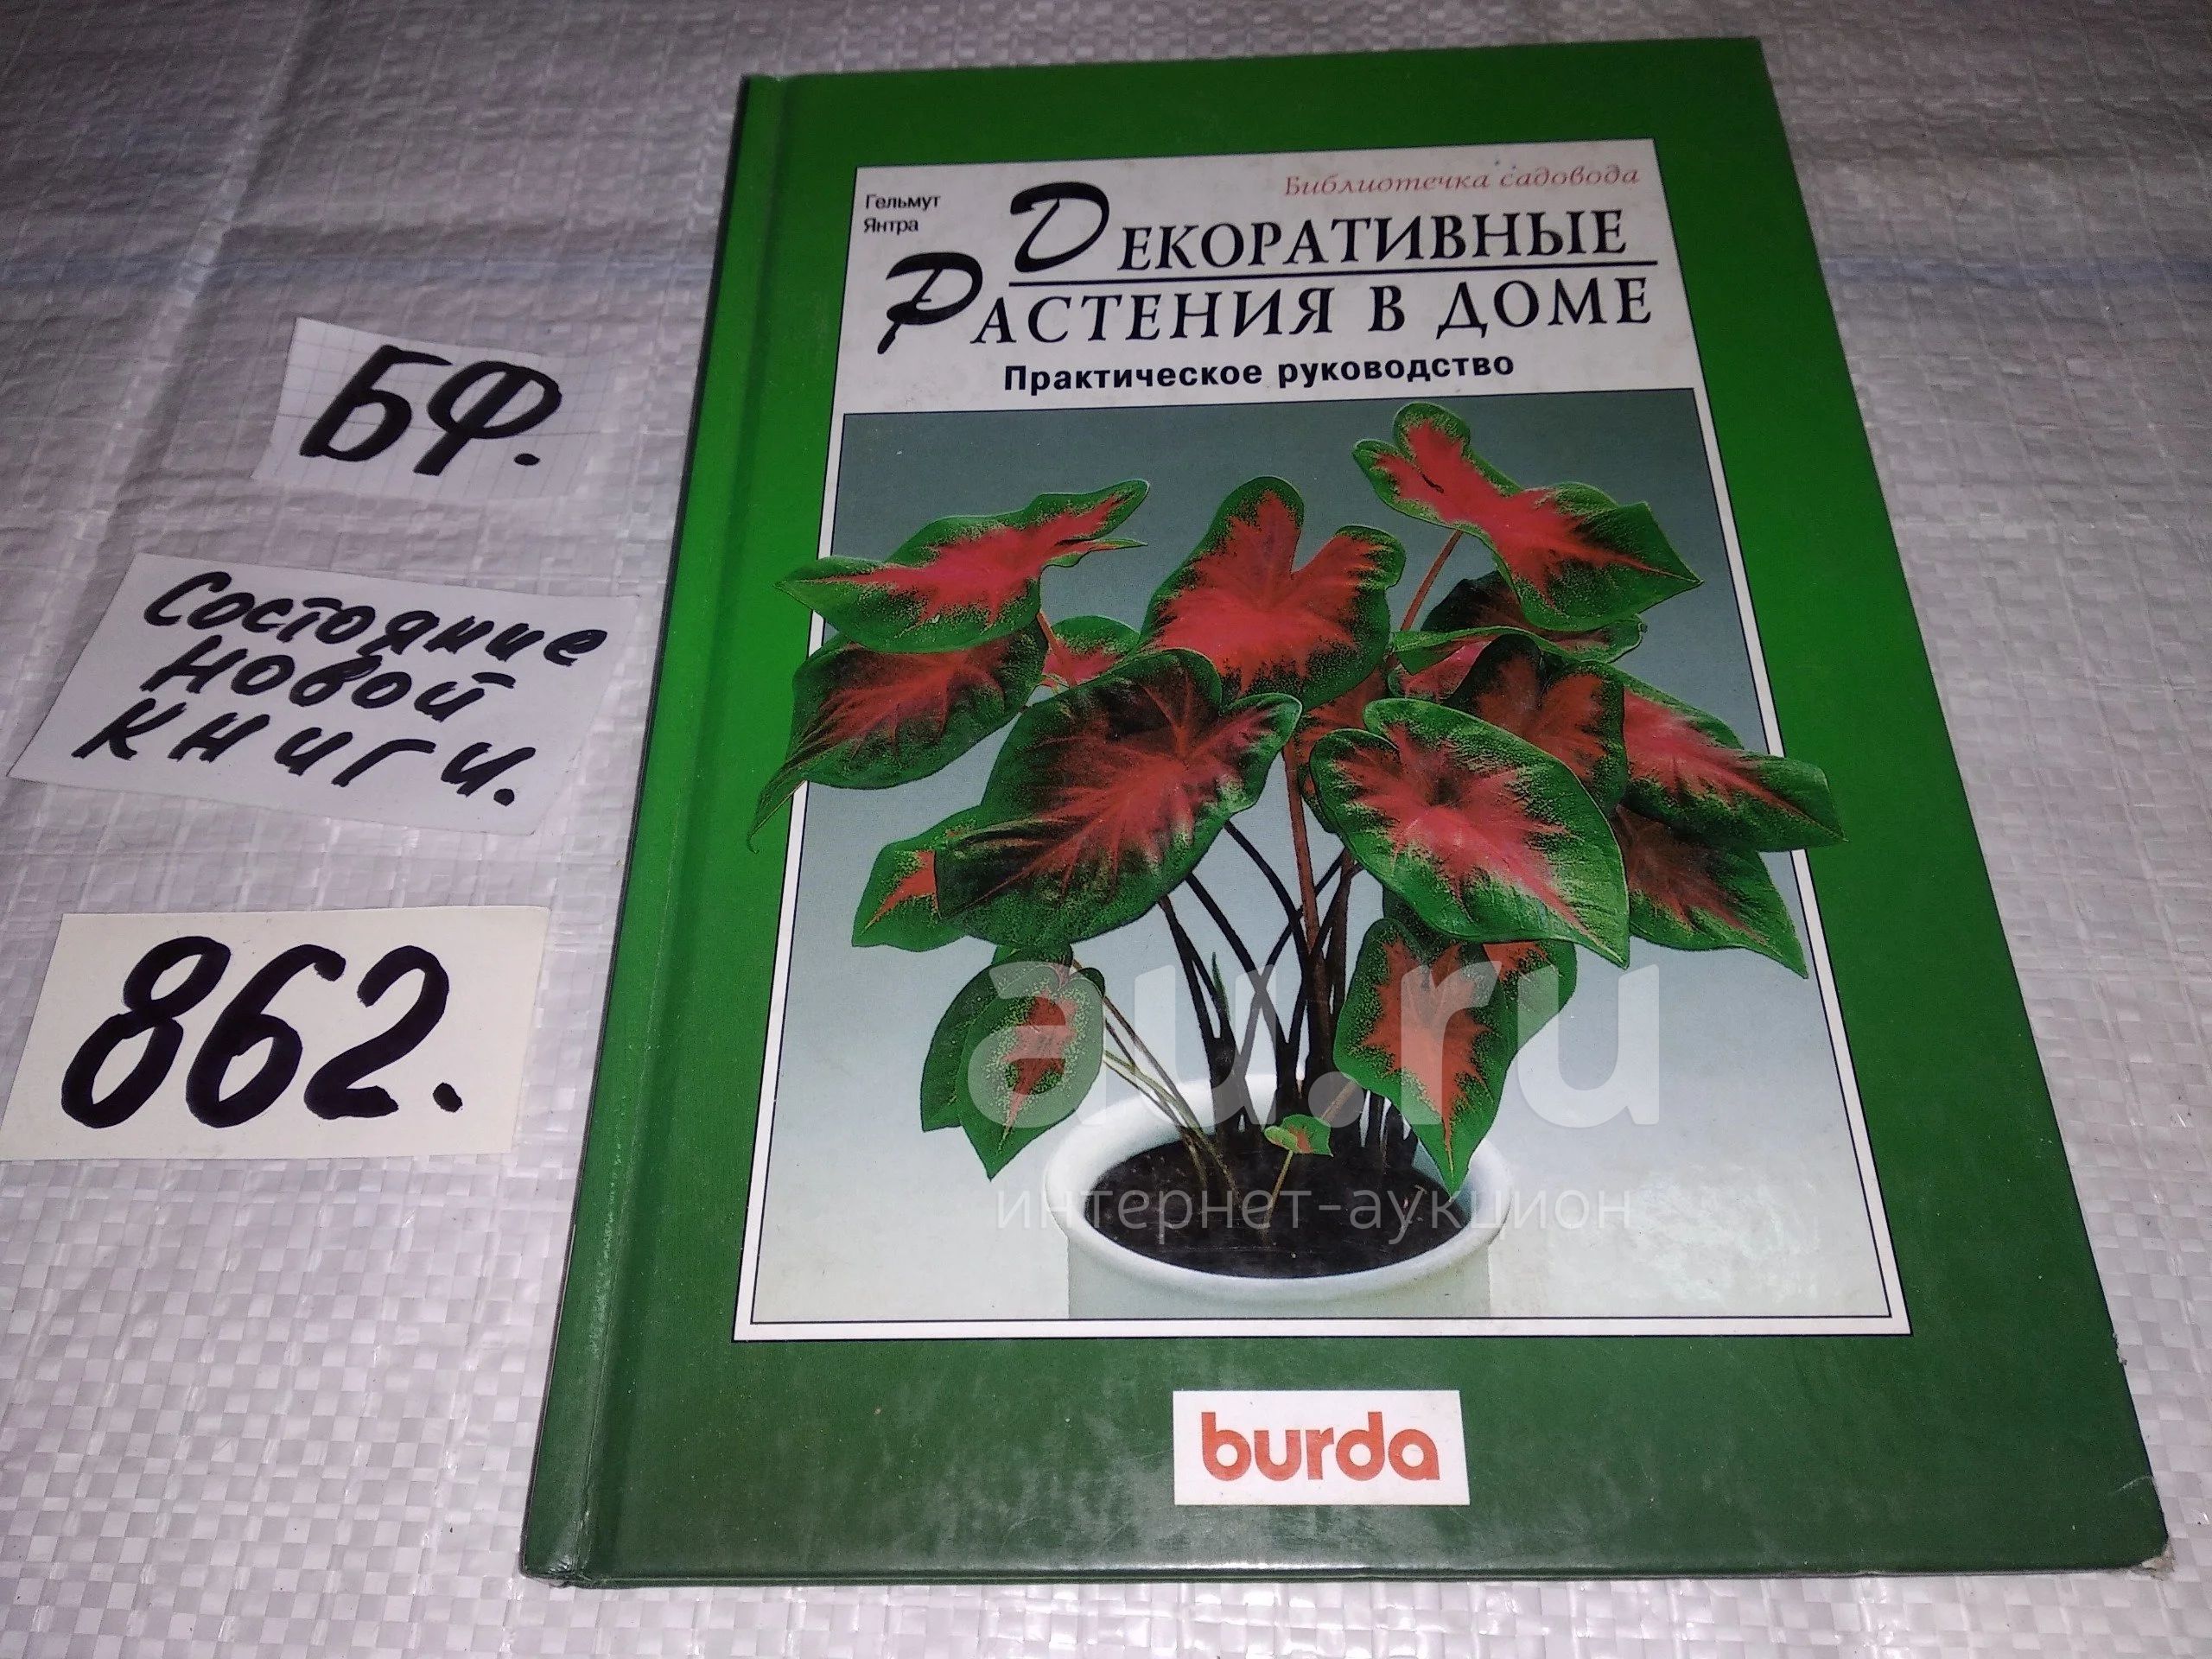 БФ.
Состояние
новой
книги.
862.
Библиотечка садовода
Гельмут
Янтра
ДЕКОРАТИВНЫЕ
РАСТЕНИЯ В ДОМЕ
Практическое руководство
au.ru
интернет-аукцион
burda